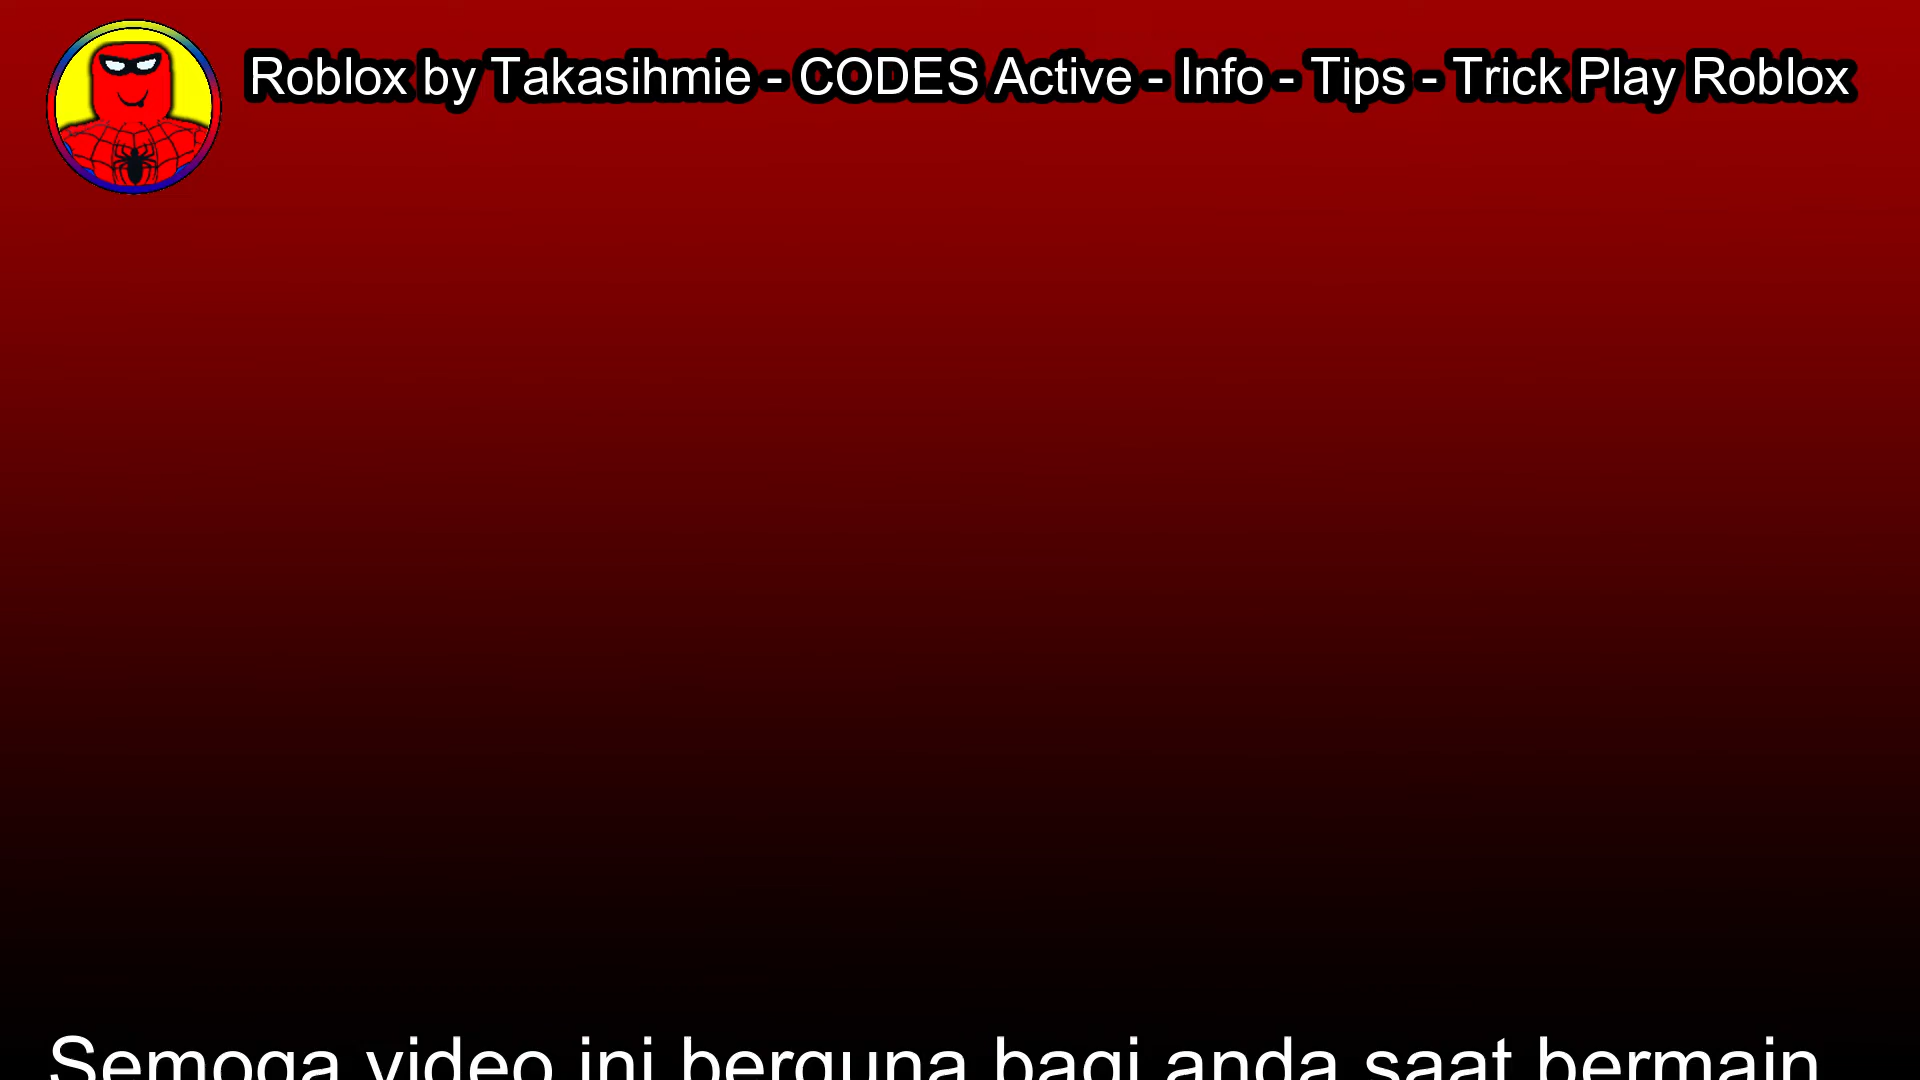 Roblox by Takasihmie - CODES Active - Info - Tips - Trick Play Roblox
Semoga video ini berguna bagi anda saat bermain